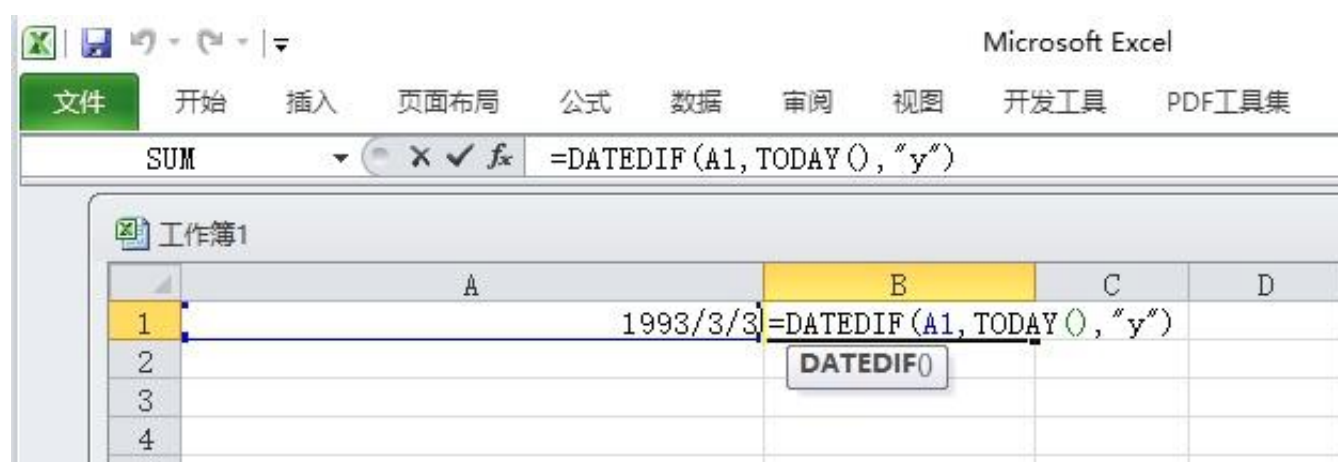 Microsoft Excel
文件 开始 插入 页面布局 公式 数据 审阅 视图 开发工具 PDF工具集
SUM fx =DATEDIF(A1,TODAY(),"y")
工作簿1
A B C D
1 1993/3/3 =DATEDIF(A1,TODAY(),"y")
2 DATEDIF()
3
4